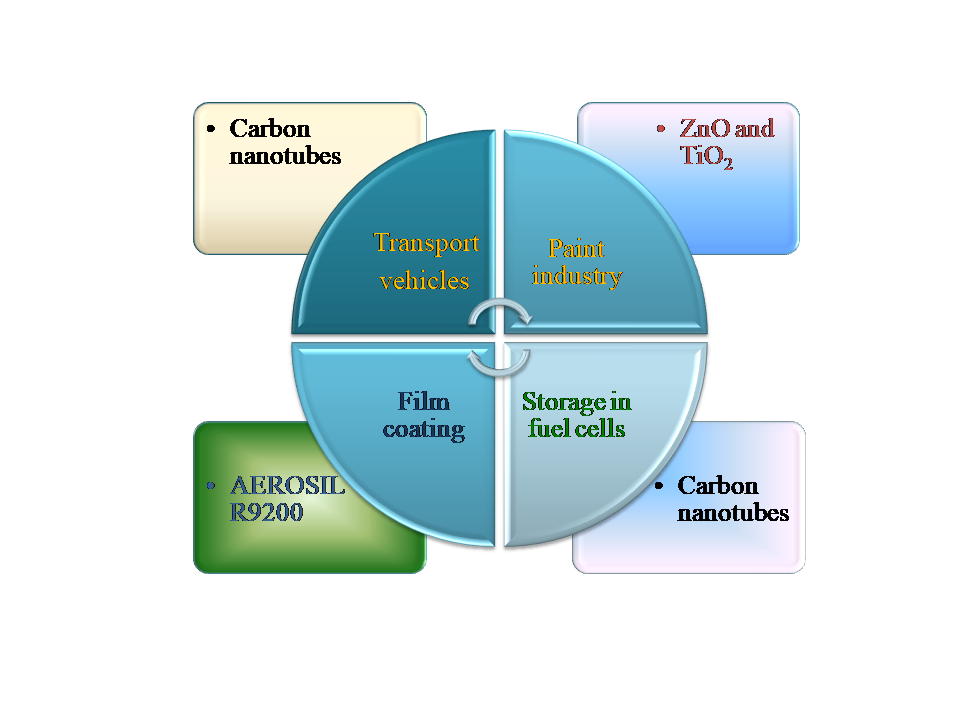 • Carbon
nanotubes
• ZnO and
TiO₂
Transport
vehicles
Paint
industry
Film
coating
Storage in
fuel cells
• AEROSIL
R9200
• Carbon
nanotubes